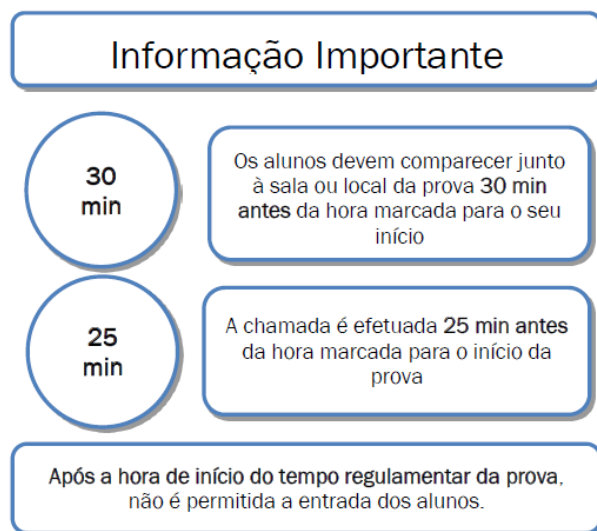 Informação Importante
30
min
Os alunos devem comparecer junto
à sala ou local da prova 30 min
antes da hora marcada para o seu
início
25
min
A chamada é efetuada 25 min antes
da hora marcada para o início da
prova
Após a hora de início do tempo regulamentar da prova,
não é permitida a entrada dos alunos.